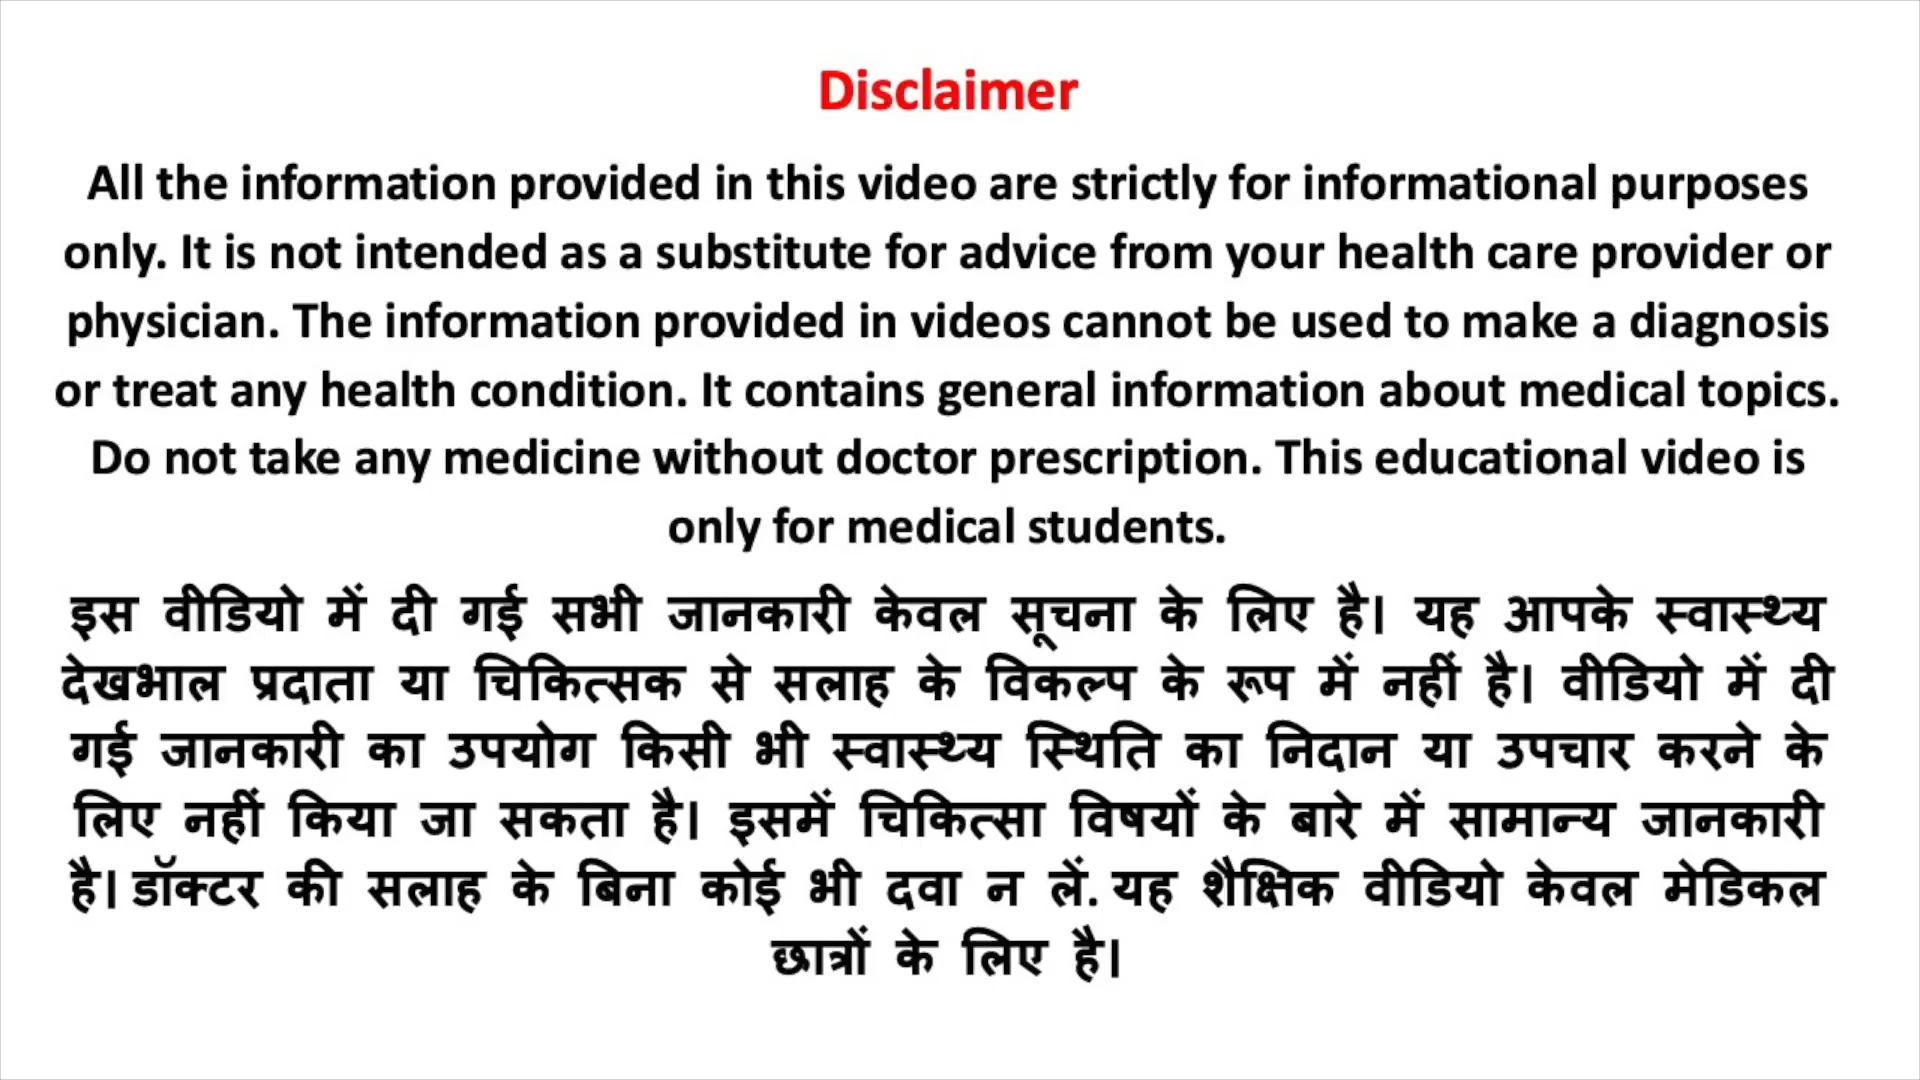 Disclaimer
All the information provided in this video are strictly for informational purposes
only. It is not intended as a substitute for advice from your health care provider or
physician. The information provided in videos cannot be used to make a diagnosis
or treat any health condition. It contains general information about medical topics.
Do not take any medicine without doctor prescription. This educational video is
only for medical students.
इस वीडियो में दी गई सभी जानकारी केवल सूचना के लिए है। यह आपके स्वास्थ्य
देखभाल प्रदाता या चिकित्सक से सलाह के विकल्प के रूप में नहीं है। वीडियो में दी
गई जानकारी का उपयोग किसी भी स्वास्थ्य स्थिति का निदान या उपचार करने के
लिए नहीं किया जा सकता है। इसमें चिकित्सा विषयों के बारे में सामान्य जानकारी
है। डॉक्टर की सलाह के बिना कोई भी दवा न लें. यह शैक्षिक वीडियो केवल मेडिकल
छात्रों के लिए है।